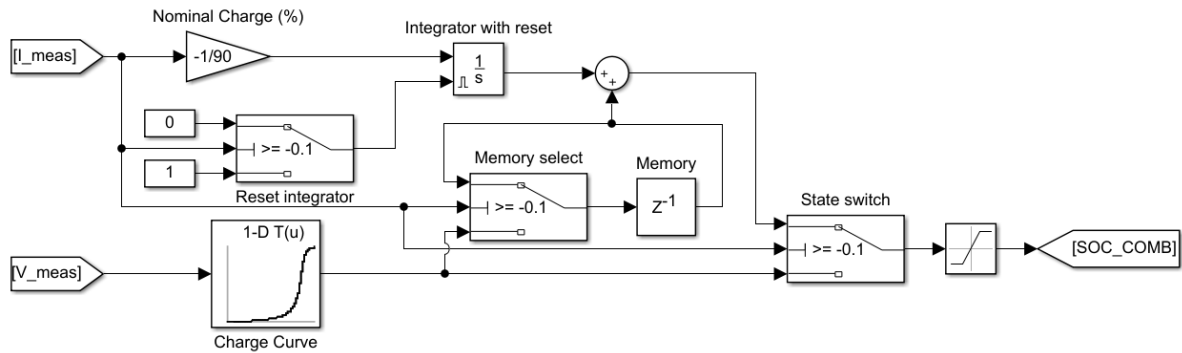 Nominal Charge (%)
Integrator with reset
[I_meas]
-1/90
1
s
+
+
0
>= -0.1
1
Reset integrator
Memory select
Memory
>= -0.1
Z-1
State switch
>= -0.1
[SOC_COMB]
1-D T(u)
[V_meas]
Charge Curve